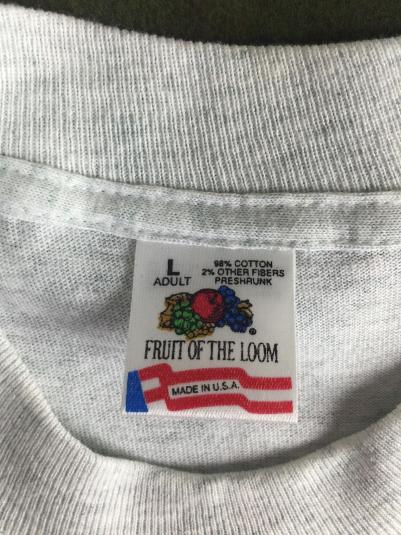 L
ADULT
98% COTTON
2% OTHER FIBERS
PRESHRUNK
®
FRUIT OF THE LOOM
MADE IN U.S.A.